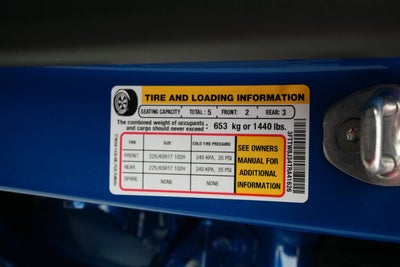 TIRE AND LOADING INFORMATION
SEATING CAPACITY TOTAL : 5 FRONT: 2 REAR: 3
The combined weight of occupants
and cargo should never exceed : 653 kg or 1440 lbs.
TIRE SIZE COLD TIRE PRESSURE
FRONT 225/65R17 102H 240 KPA, 35 PSI
REAR 225/65R17 102H 240 KPA, 35 PSI
SPARE NONE NONE
SEE OWNERS
MANUAL FOR
ADDITIONAL
INFORMATION